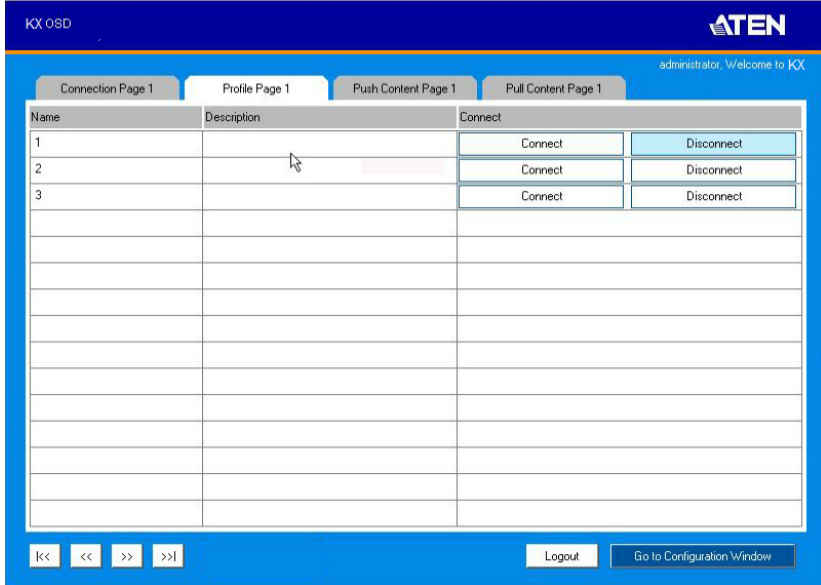 KX OSD
ATEN
administrator, Welcome to KX
Connection Page 1 Profile Page 1 Push Content Page 1 Pull Content Page 1
Name Description Connect
1 Connect Disconnect
2 Connect Disconnect
3 Connect Disconnect
|<< << >> >>| Logout Go to Configuration Window